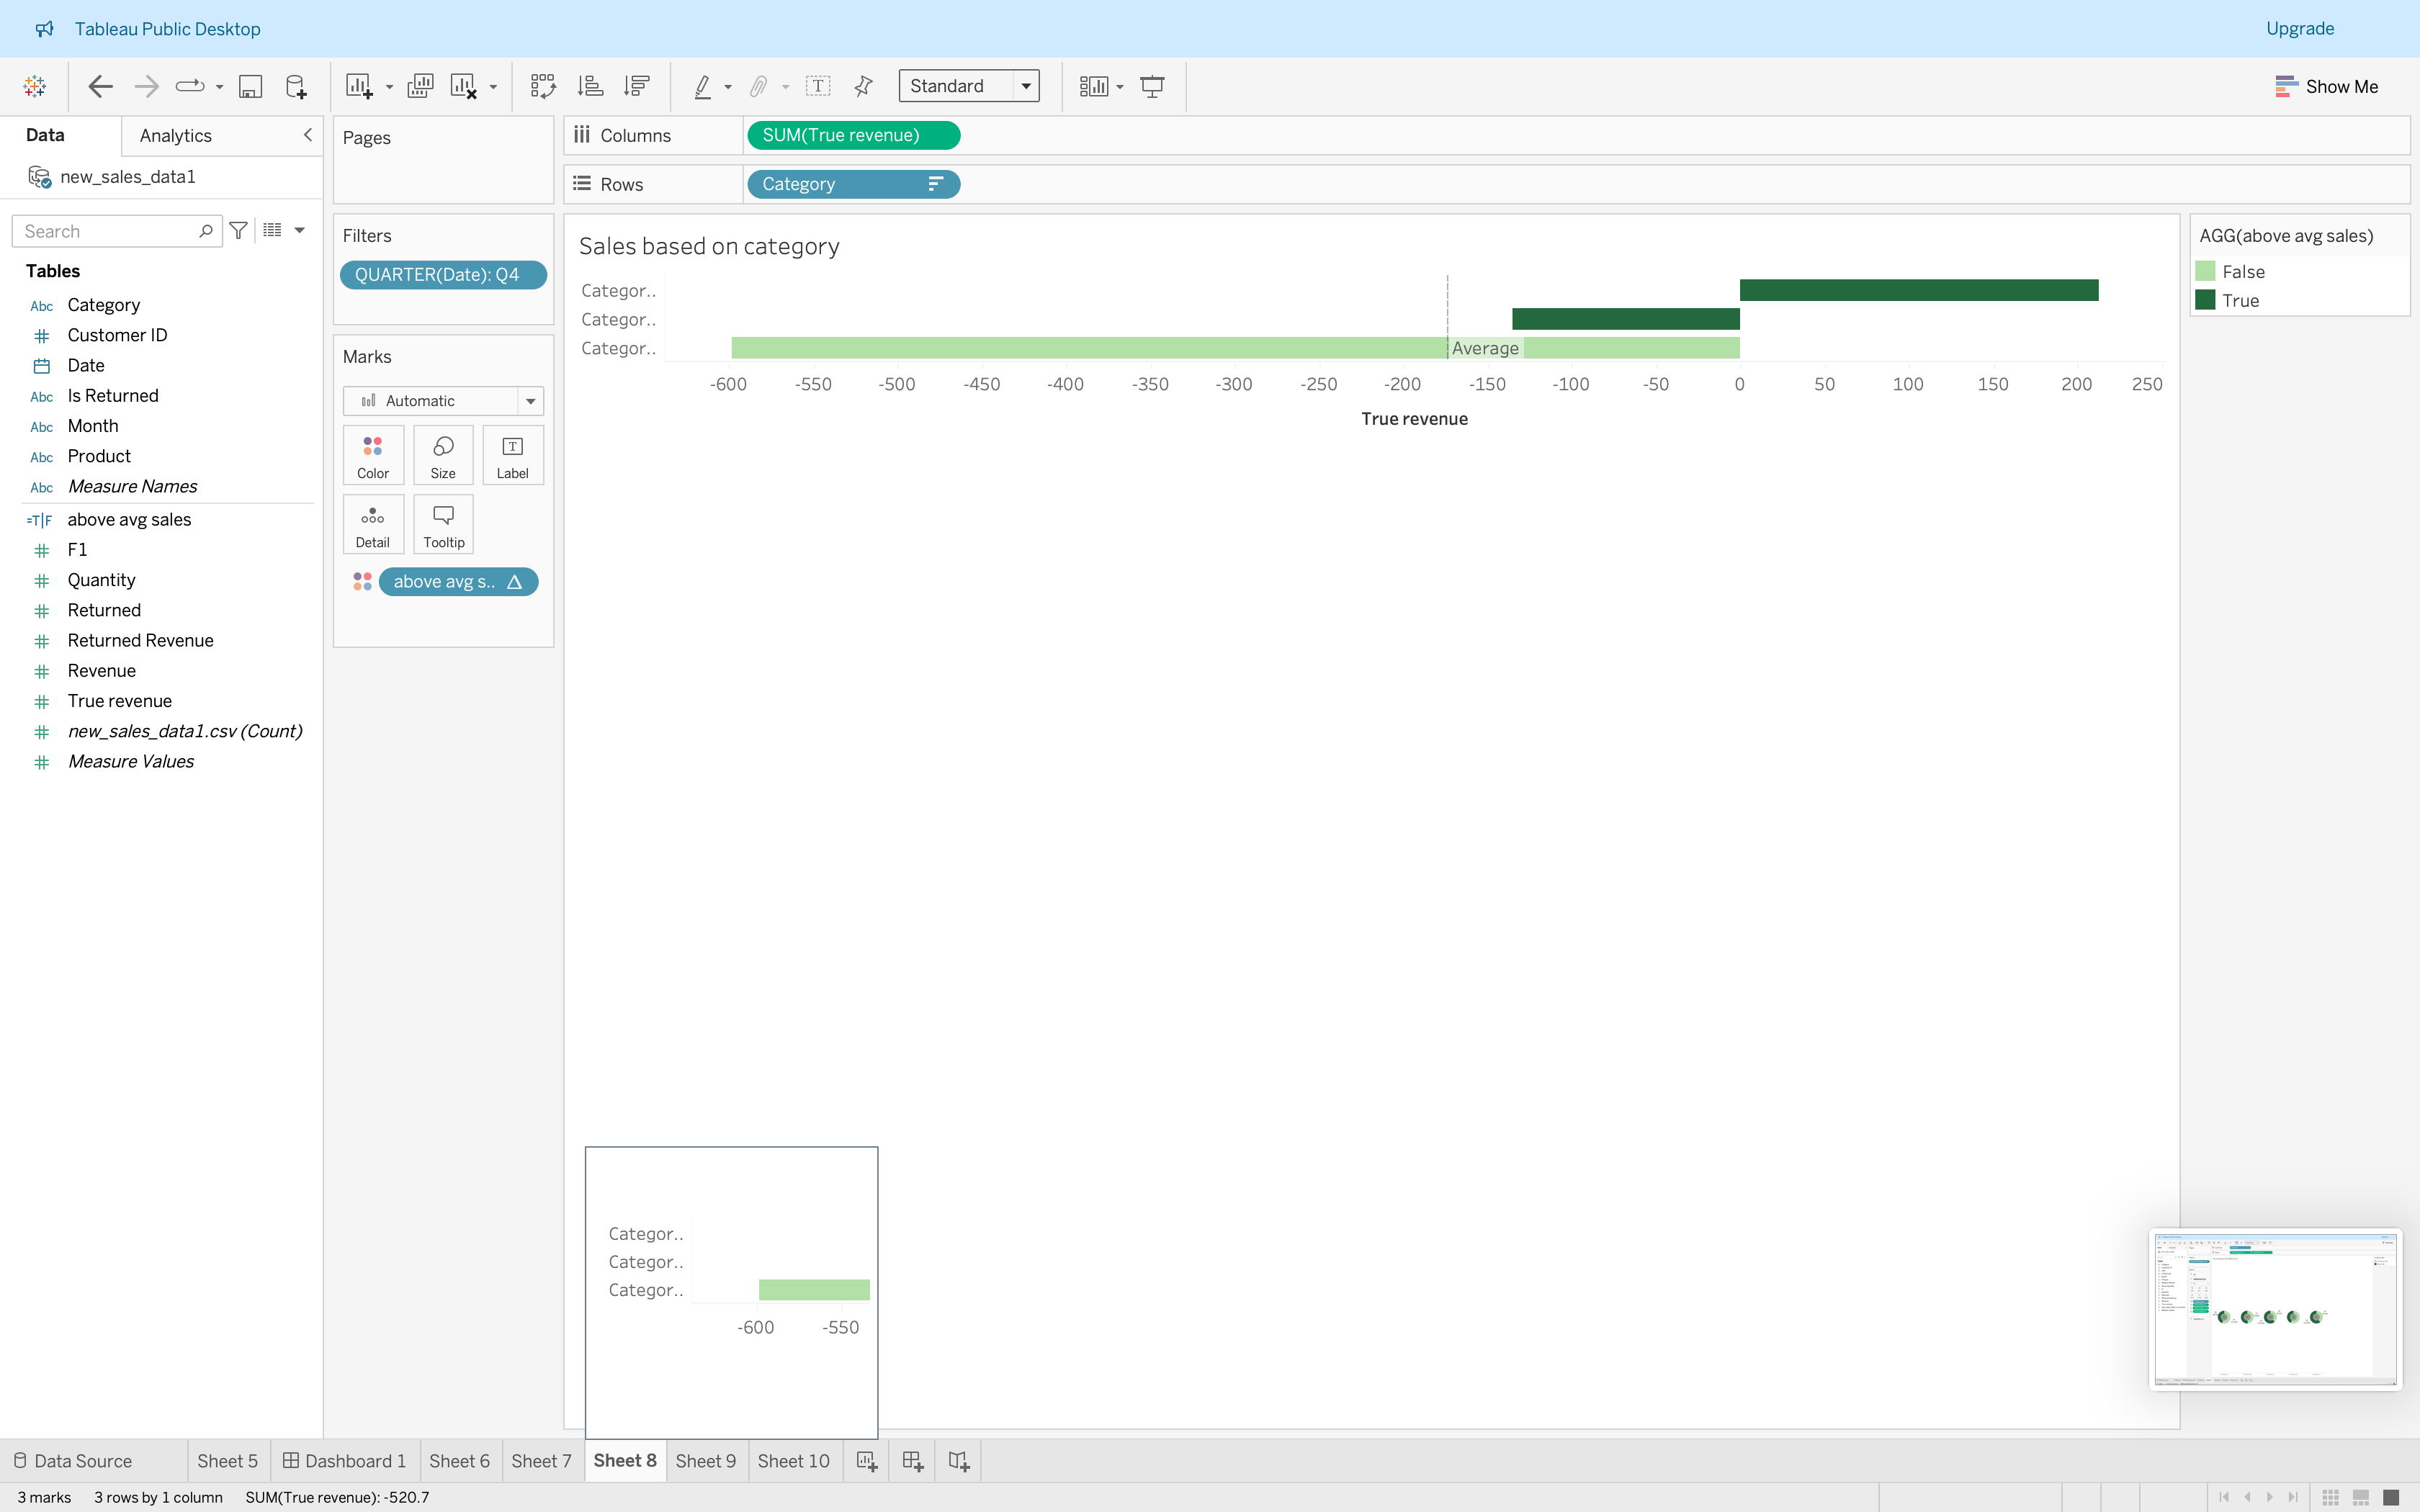 Tableau Public Desktop
Upgrade
Standard
Show Me
Data
Analytics
Pages
Columns
SUM(True revenue)
new_sales_data1
Rows
Category
Search
Filters
QUARTER(Date): Q4
Sales based on category
AGG(above avg sales)
False
True
Tables
Abc Category
Customer ID
Date
Abc Is Returned
Abc Month
Abc Product
Abc Measure Names
=T|F above avg sales
F1
Quantity
Returned
Returned Revenue
Revenue
True revenue
new_sales_data1.csv (Count)
Measure Values
Marks
Automatic
Color
Size
Label
Detail
Tooltip
above avg s..
Categor..
Categor..
Categor..
Average
-600 -550 -500 -450 -400 -350 -300 -250 -200 -150 -100 -50 0 50 100 150 200 250
True revenue
Categor..
Categor..
Categor..
-600 -550
Data Source
Sheet 5
Dashboard 1
Sheet 6
Sheet 7
Sheet 8
Sheet 9
Sheet 10
3 marks
3 rows by 1 column
SUM(True revenue): -520.7